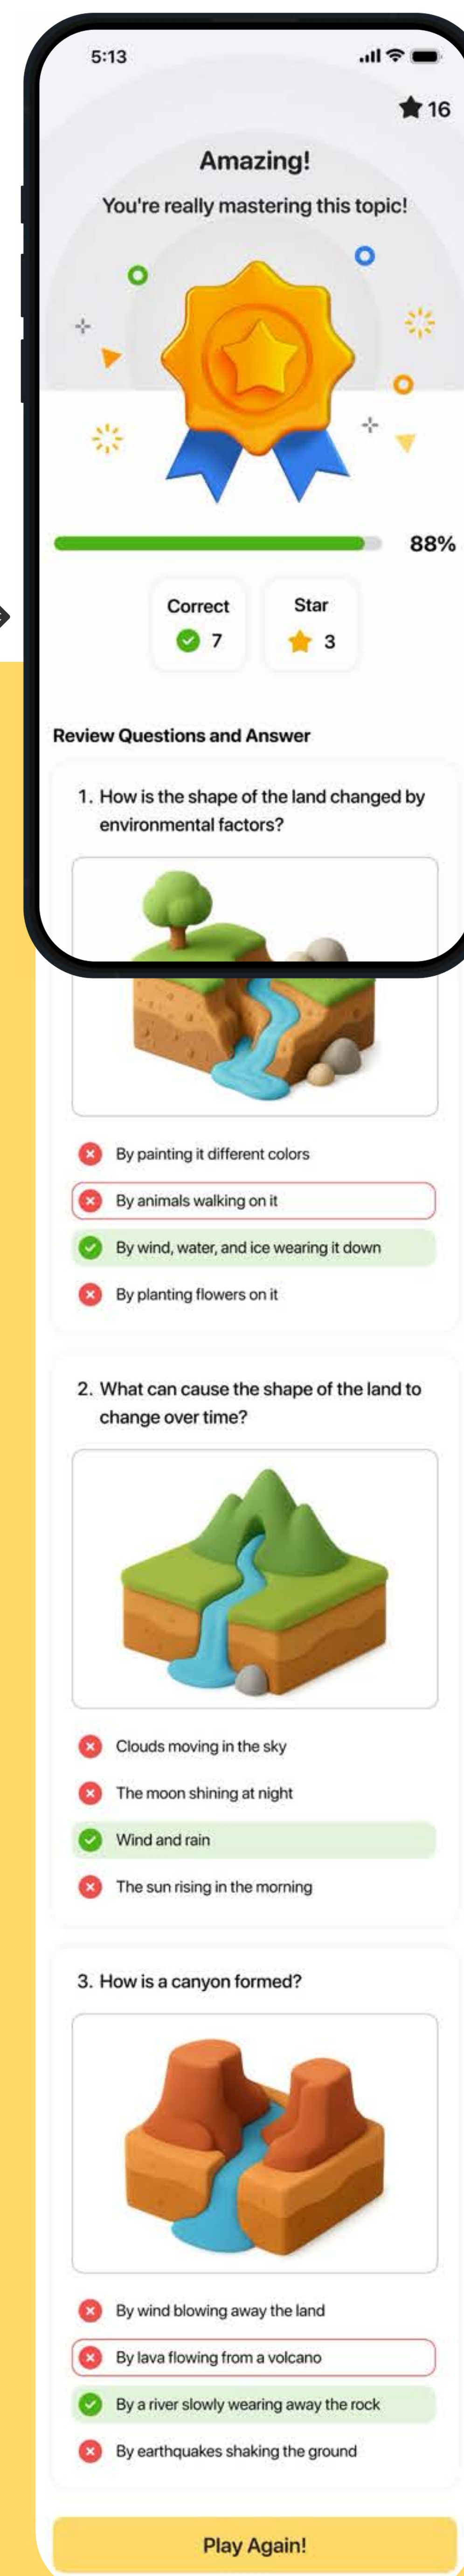 5:13
16
Amazing!
You're really mastering this topic!
88%
Correct
7
Star
3
Review Questions and Answer
1. How is the shape of the land changed by
environmental factors?
By painting it different colors
By animals walking on it
By wind, water, and ice wearing it down
By planting flowers on it
2. What can cause the shape of the land to
change over time?
Clouds moving in the sky
The moon shining at night
Wind and rain
The sun rising in the morning
3. How is a canyon formed?
By wind blowing away the land
By lava flowing from a volcano
By a river slowly wearing away the rock
By earthquakes shaking the ground
Play Again!